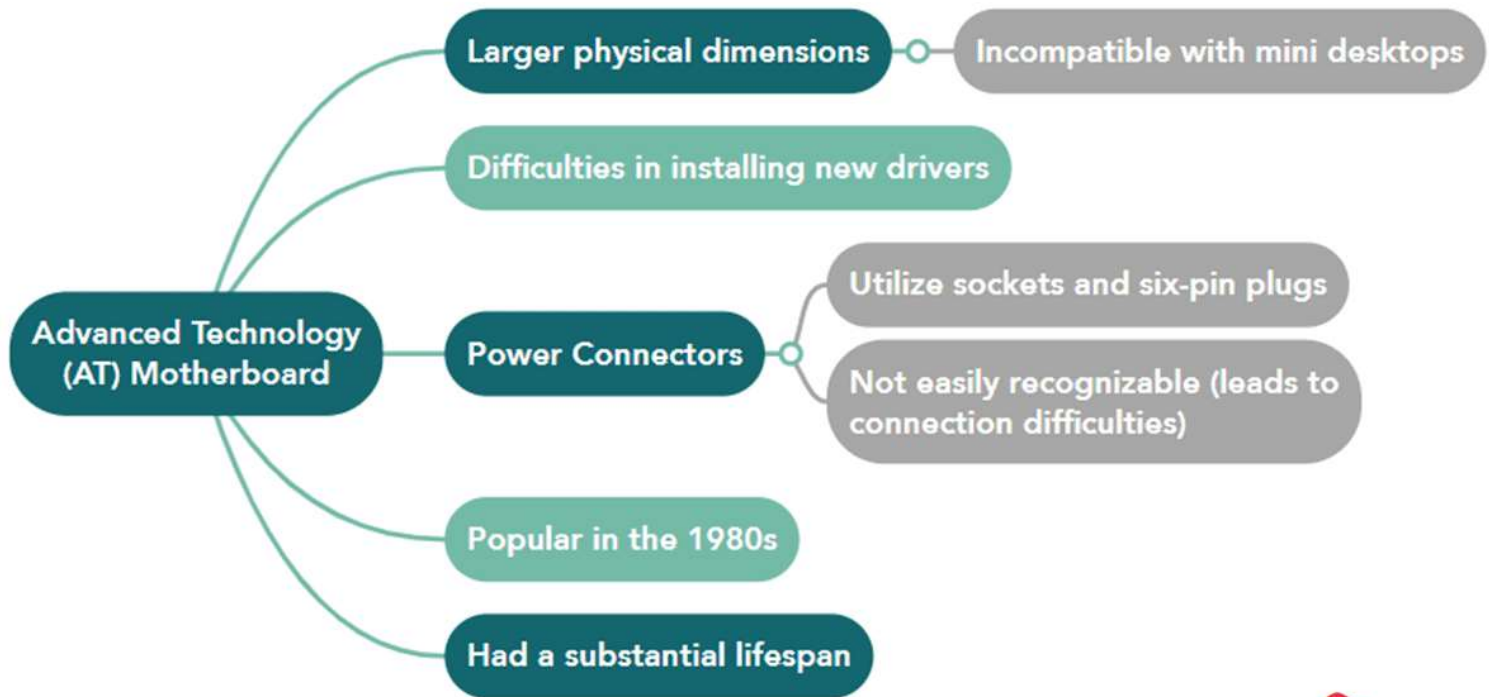 Larger physical dimensions
Incompatible with mini desktops
Difficulties in installing new drivers
Advanced Technology
(AT) Motherboard
Power Connectors
Utilize sockets and six-pin plugs
Not easily recognizable (leads to
connection difficulties)
Popular in the 1980s
Had a substantial lifespan